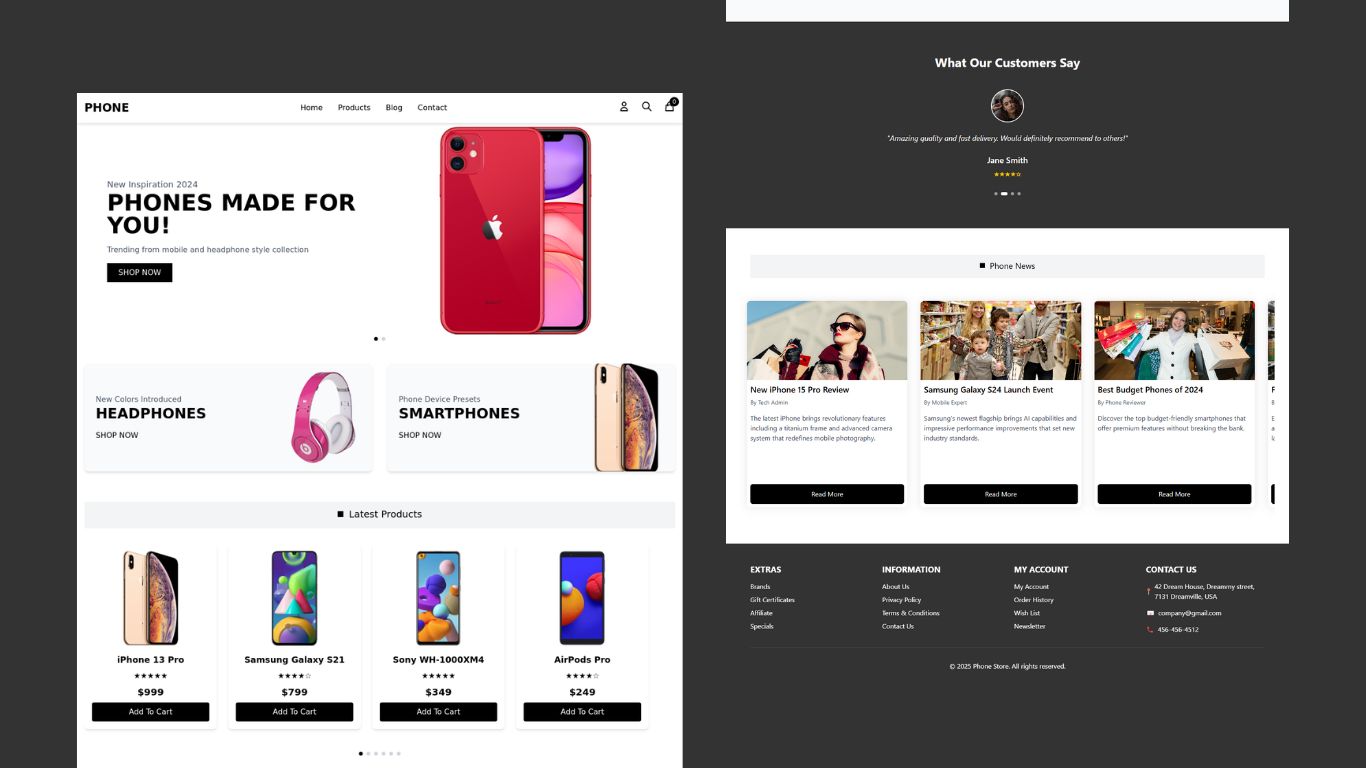 PHONE
Home Products Blog Contact
0
New Inspiration 2024
PHONES MADE FOR
YOU!
Trending from mobile and headphone style collection
SHOP NOW
New Colors Introduced
HEADPHONES
SHOP NOW
Phone Device Presets
SMARTPHONES
SHOP NOW
Latest Products
iPhone 13 Pro
★★★★★
$999
Add To Cart
Samsung Galaxy S21
★★★★☆
$799
Add To Cart
Sony WH-1000XM4
★★★★★
$349
Add To Cart
AirPods Pro
★★★★☆
$249
Add To Cart
What Our Customers Say
"Amazing quality and fast delivery. Would definitely recommend to others!"
Jane Smith
★★★★☆
Phone News
New iPhone 15 Pro Review
By Tech Admin
The latest iPhone brings revolutionary features
including a titanium frame and advanced camera
system that redefines mobile photography.
Read More
Samsung Galaxy S24 Launch Event
By Mobile Expert
Samsung's newest flagship brings AI capabilities and
impressive performance improvements that set new
industry standards.
Read More
Best Budget Phones of 2024
By Phone Reviewer
Discover the top budget-friendly smartphones that
offer premium features without breaking the bank.
Read More
EXTRAS
Brands
Gift Certificates
Affiliate
Specials
INFORMATION
About Us
Privacy Policy
Terms & Conditions
Contact Us
MY ACCOUNT
My Account
Order History
Wish List
Newsletter
CONTACT US
42 Dream House, Dreammy street,
7131 Dreamville, USA
company@gmail.com
456-456-4512
© 2025 Phone Store. All rights reserved.